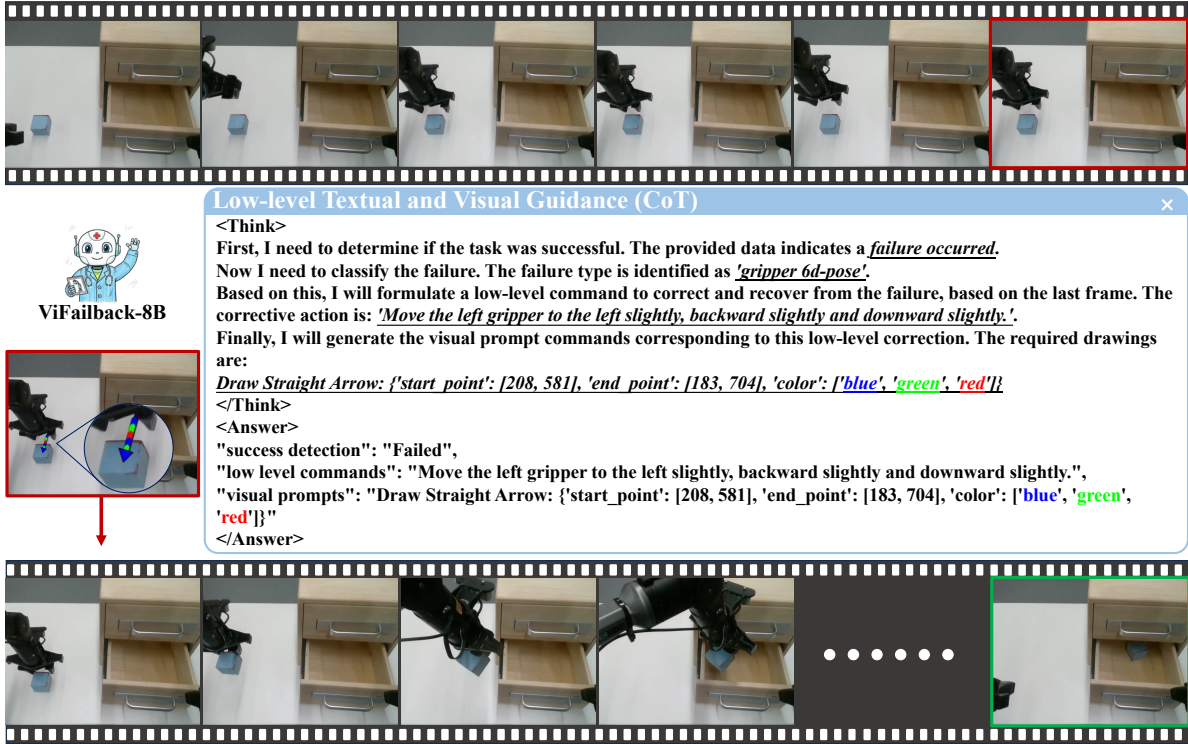 Low-level Textual and Visual Guidance (CoT)
×
<Think>
First, I need to determine if the task was successful. The provided data indicates a failure occurred.
Now I need to classify the failure. The failure type is identified as 'gripper 6d-pose'.
Based on this, I will formulate a low-level command to correct and recover from the failure, based on the last frame. The
corrective action is: 'Move the left gripper to the left slightly, backward slightly and downward slightly.'.
Finally, I will generate the visual prompt commands corresponding to this low-level correction. The required drawings
are:
Draw Straight Arrow: {'start_point': [208, 581], 'end_point': [183, 704], 'color': ['blue', 'green', 'red']}
</Think>
<Answer>
"success detection": "Failed",
"low level commands": "Move the left gripper to the left slightly, backward slightly and downward slightly.",
"visual prompts": "Draw Straight Arrow: {'start_point': [208, 581], 'end_point': [183, 704], 'color': ['blue', 'green',
'red']}"
</Answer>
ViFailback-8B